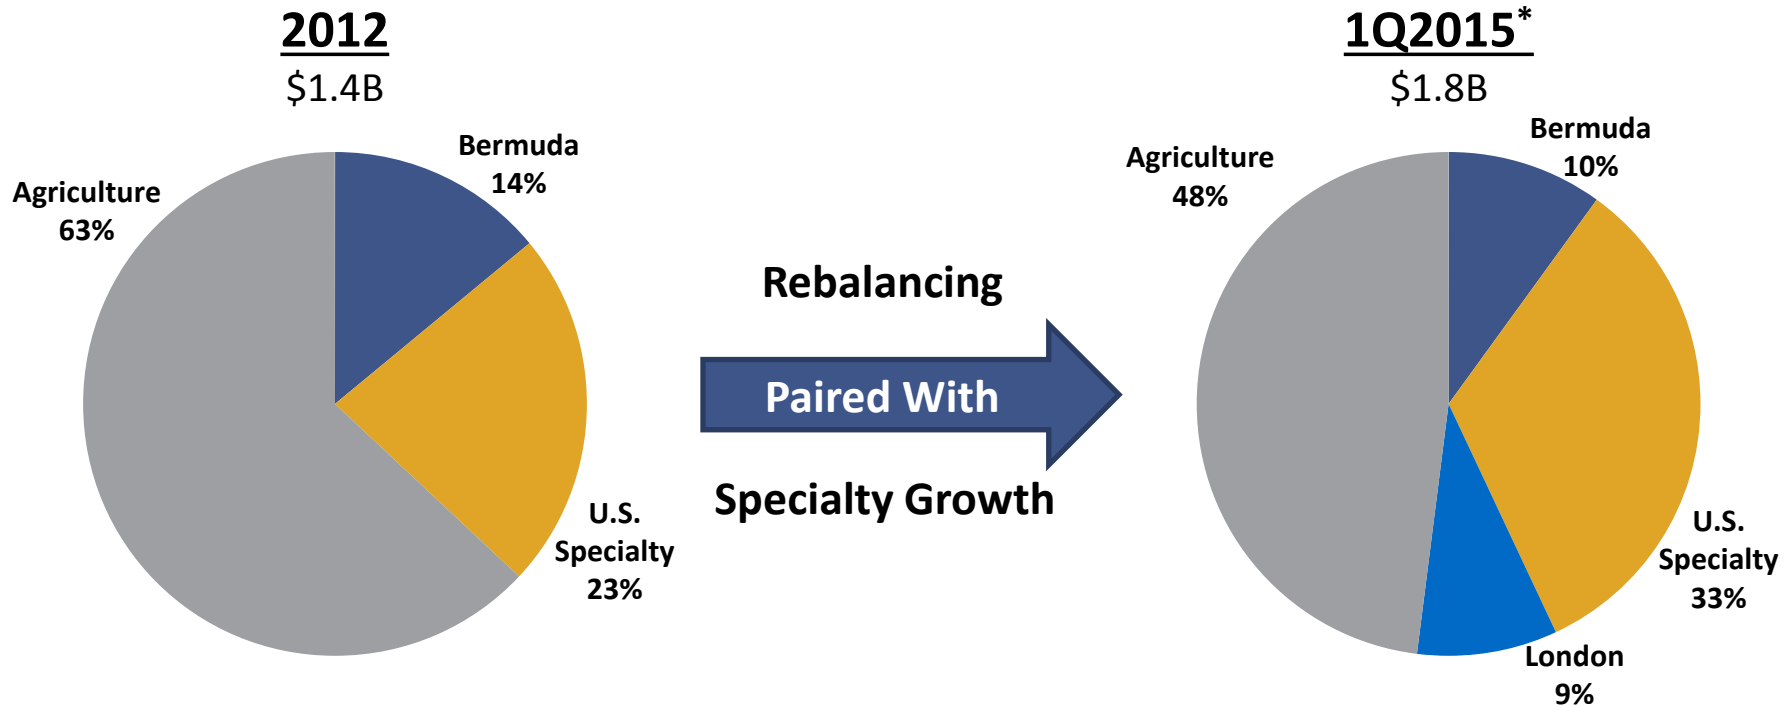 2012
$1.4B
Bermuda
14%
Agriculture
63%
U.S.
Specialty
23%
Rebalancing
Paired With
Specialty Growth
1Q2015*
$1.8B
Bermuda
10%
Agriculture
48%
U.S.
Specialty
33%
London
9%